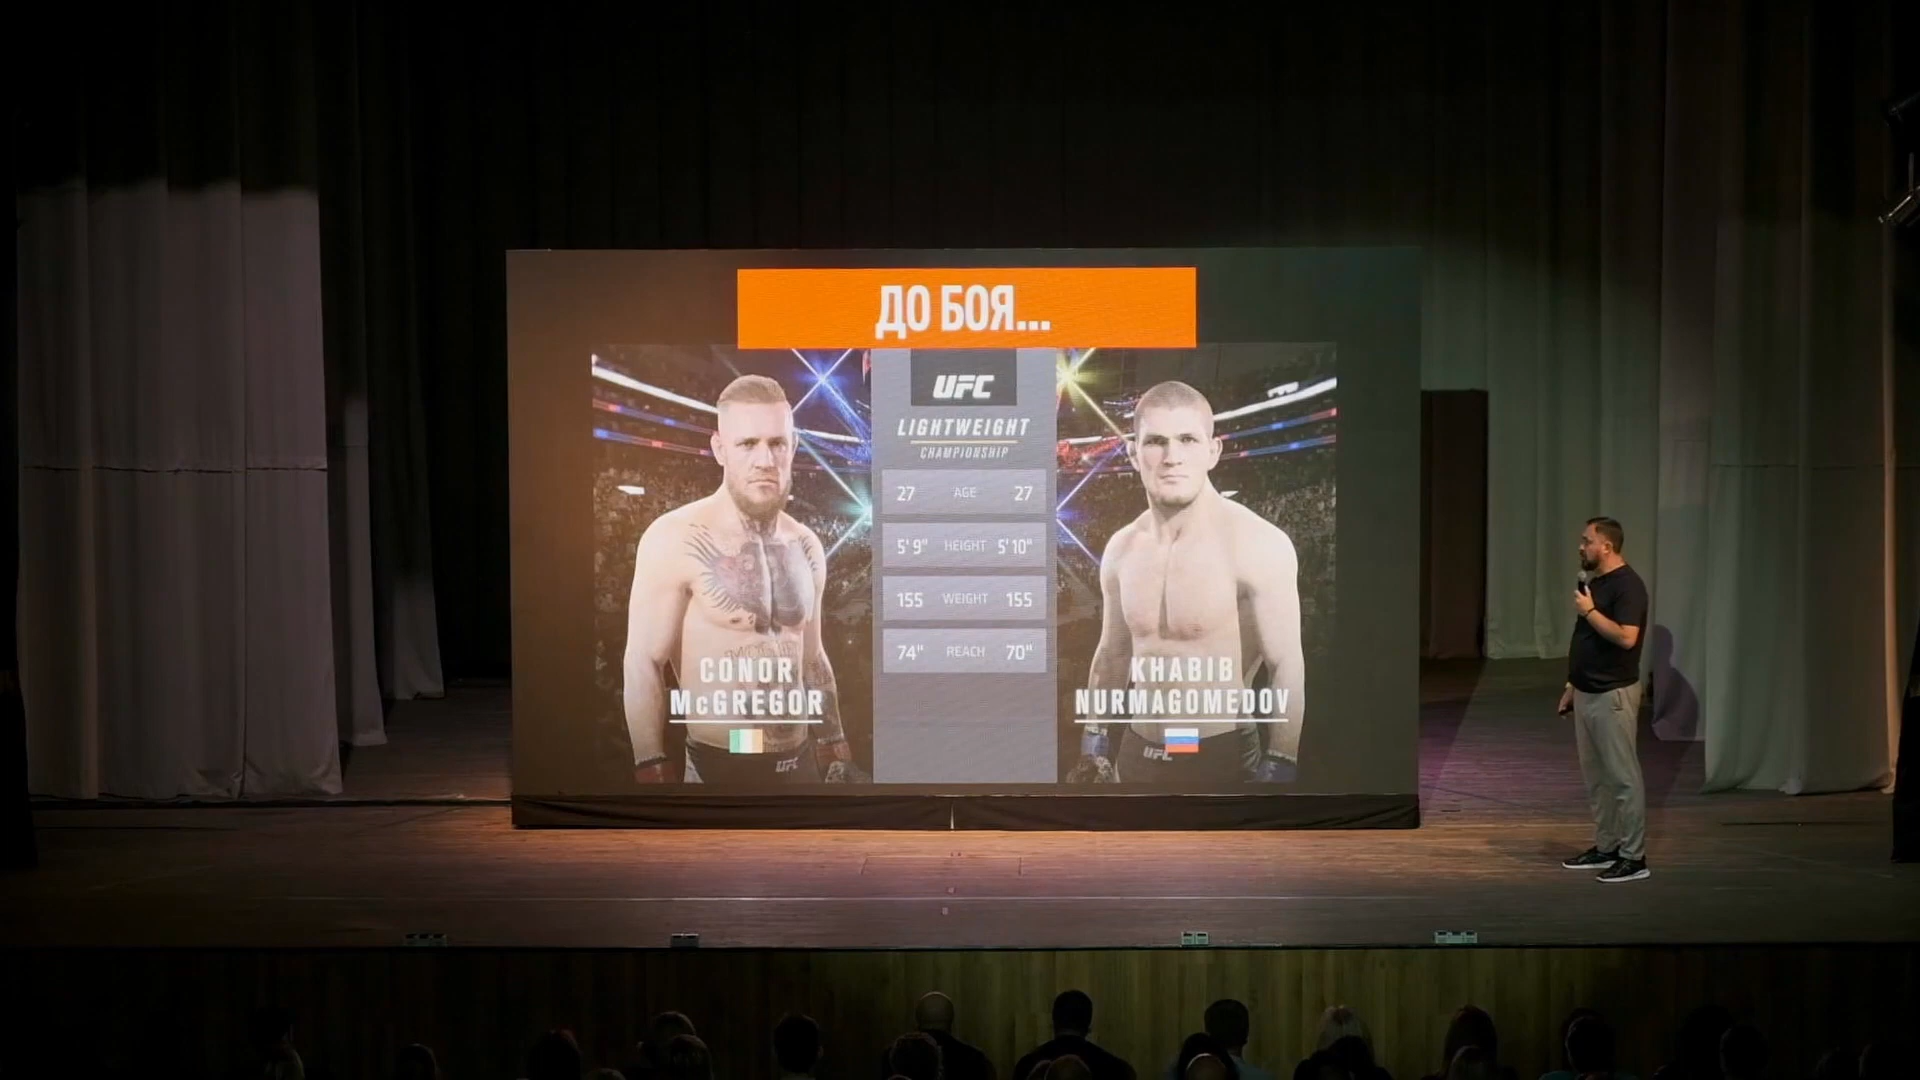 ДО БОЯ...
UFC
LIGHTWEIGHT
CHAMPIONSHIP
27 AGE 27
5'9" HEIGHT 5'10"
155 WEIGHT 155
74" REACH 70"
CONOR
McGREGOR
KHABIB
NURMAGOMEDOV
UFC
UFC